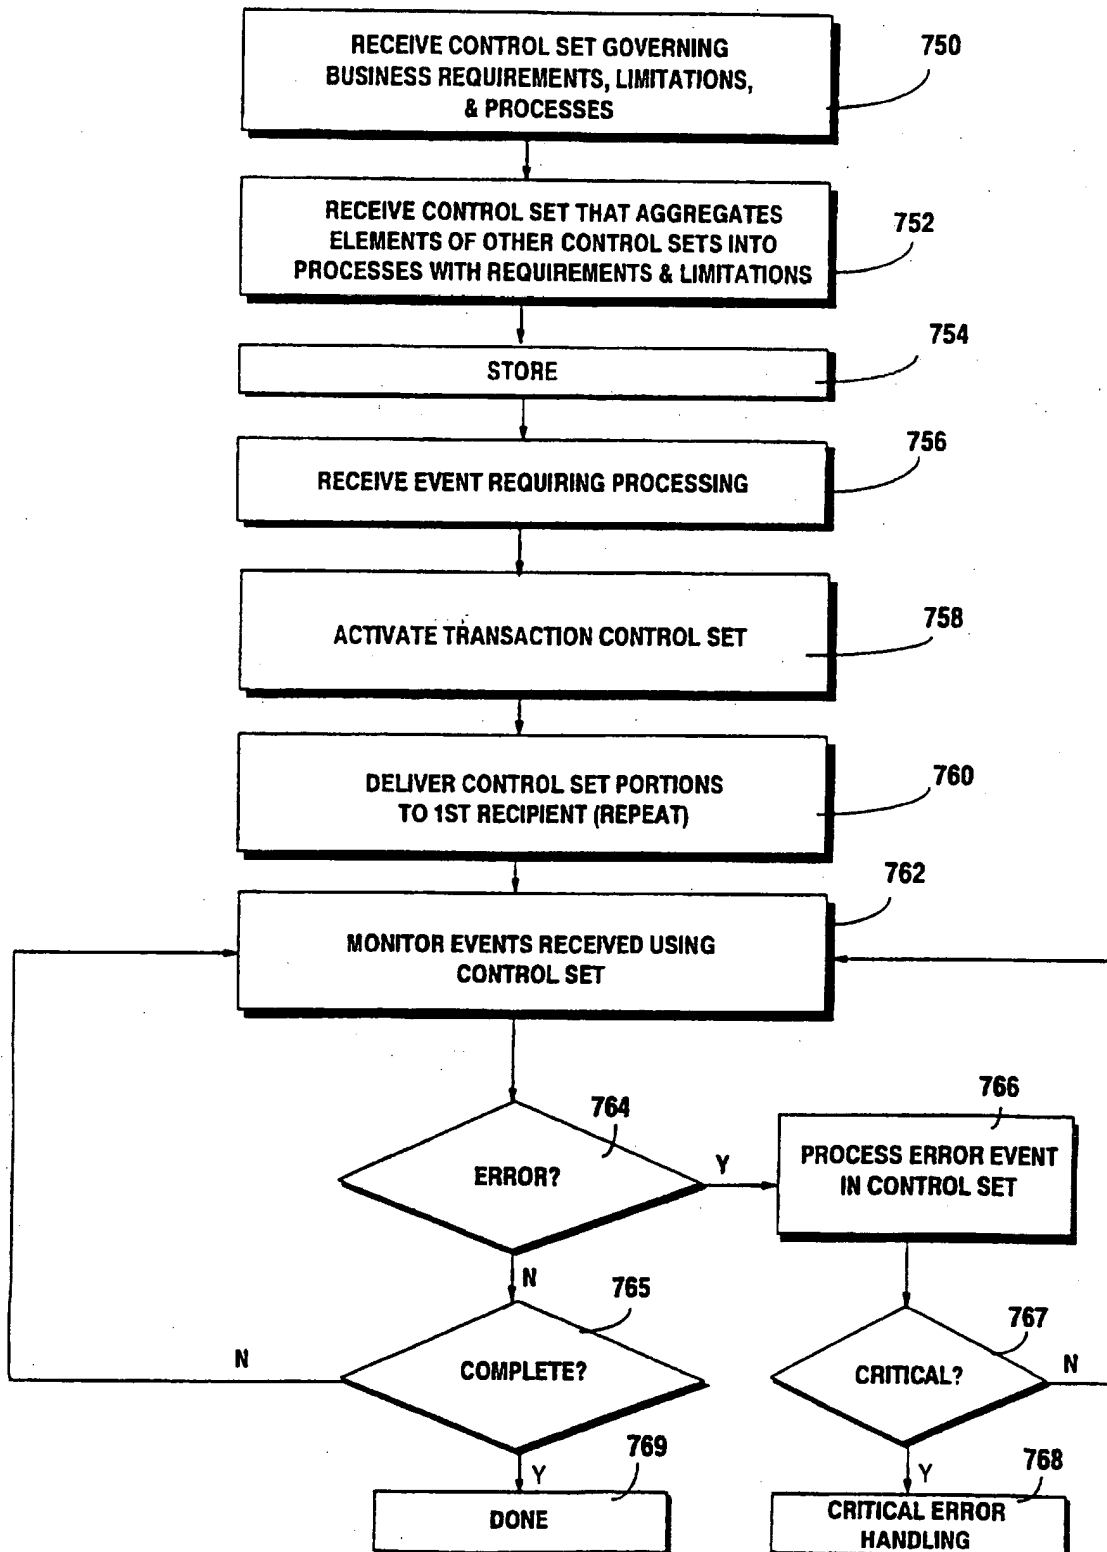 RECEIVE CONTROL SET GOVERNING
BUSINESS REQUIREMENTS, LIMITATIONS,
& PROCESSES
750
RECEIVE CONTROL SET THAT AGGREGATES
ELEMENTS OF OTHER CONTROL SETS INTO
PROCESSES WITH REQUIREMENTS & LIMITATIONS
752
STORE
754
RECEIVE EVENT REQUIRING PROCESSING
756
ACTIVATE TRANSACTION CONTROL SET
758
DELIVER CONTROL SET PORTIONS
TO 1ST RECIPIENT (REPEAT)
760
MONITOR EVENTS RECEIVED USING
CONTROL SET
762
ERROR?
764
Y
PROCESS ERROR EVENT
IN CONTROL SET
766
N
COMPLETE?
765
N
CRITICAL?
767
N
Y
DONE
769
Y
CRITICAL ERROR
HANDLING
768